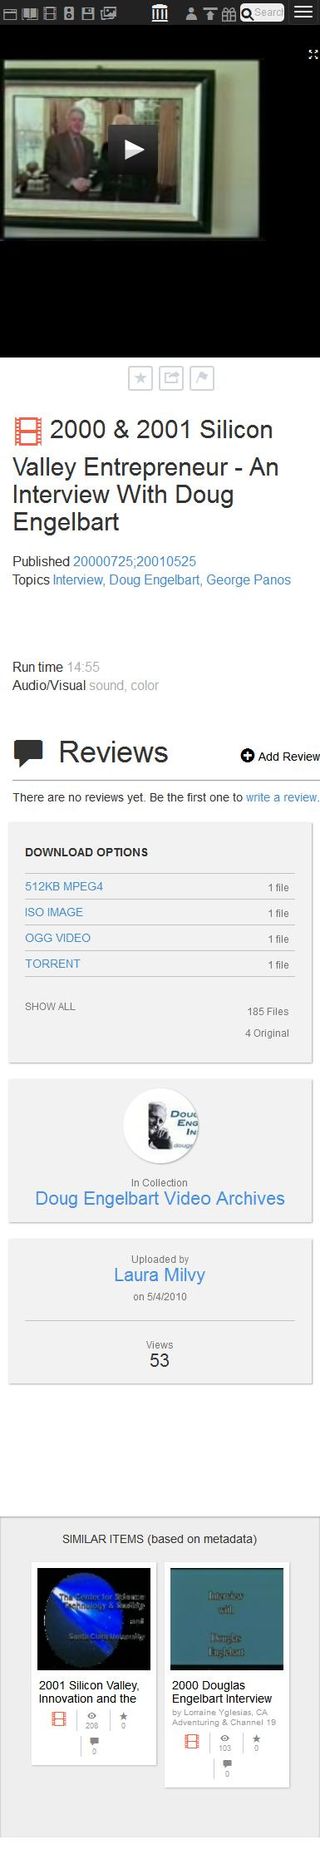 Search
2000 & 2001 Silicon
Valley Entrepreneur - An
Interview With Doug
Engelbart
Published 20000725;20010525
Topics Interview, Doug Engelbart, George Panos
Run time 14:55
Audio/Visual sound, color
Reviews
Add Review
There are no reviews yet. Be the first one to write a review.
DOWNLOAD OPTIONS
512KB MPEG4 1 file
ISO IMAGE 1 file
OGG VIDEO 1 file
TORRENT 1 file
SHOW ALL 185 Files
4 Original
DOUG
ENG
IN
douge
In Collection
Doug Engelbart Video Archives
Uploaded by
Laura Milvy
on 5/4/2010
Views
53
SIMILAR ITEMS (based on metadata)
The Center for Science
Technology & Society
and
Santa Clara University
2001 Silicon Valley,
Innovation and the
208 0
0
Interview
with
Douglas
Englebart
2000 Douglas
Engelbart Interview
by Lorraine Yglesias, CA
Adventuring & Channel 19
103 0
0